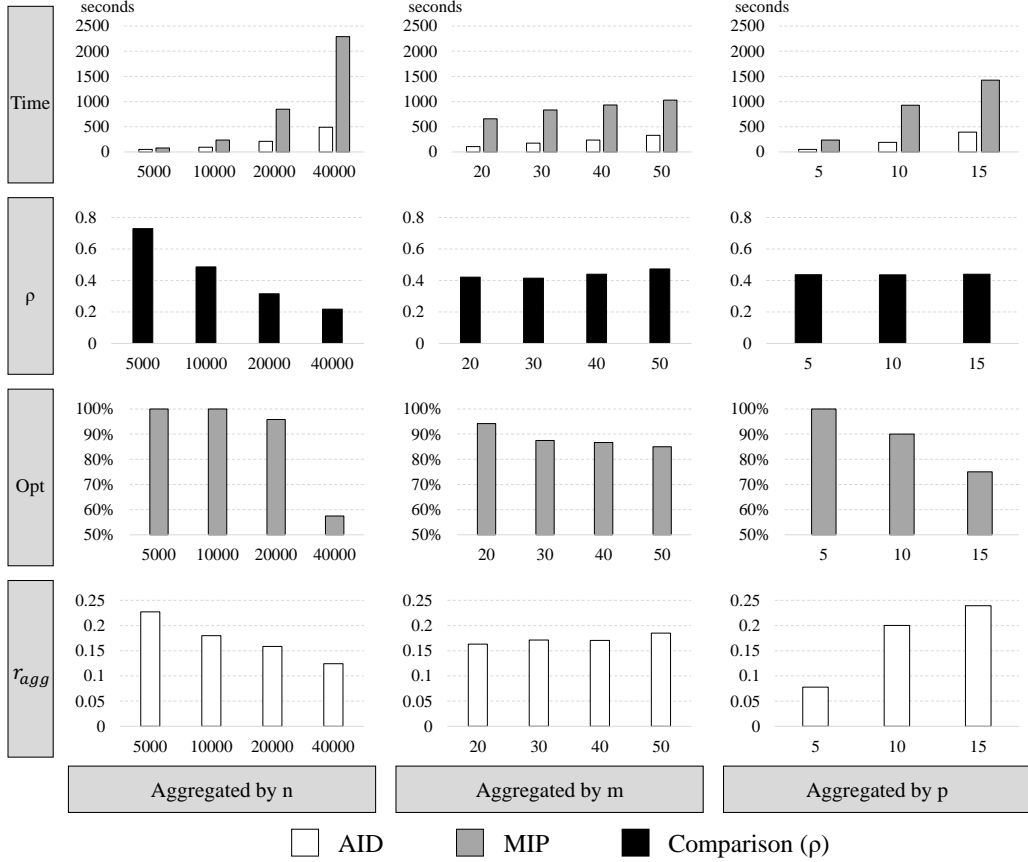 seconds seconds seconds
Time
2500 2500 2500
2000 2000 2000
1500 1500 1500
1000 1000 1000
500 500 500
0 0 0
5000 10000 20000 40000 20 30 40 50 5 10 15
ρ
0.8 0.8 0.8
0.6 0.6 0.6
0.4 0.4 0.4
0.2 0.2 0.2
0 0 0
5000 10000 20000 40000 20 30 40 50 5 10 15
Opt
100% 100% 100%
90% 90% 90%
80% 80% 80%
70% 70% 70%
60% 60% 60%
50% 50% 50%
5000 10000 20000 40000 20 30 40 50 5 10 15
r_agg
0.25 0.25 0.25
0.2 0.2 0.2
0.15 0.15 0.15
0.1 0.1 0.1
0.05 0.05 0.05
0 0 0
5000 10000 20000 40000 20 30 40 50 5 10 15
Aggregated by n Aggregated by m Aggregated by p
AID MIP Comparison (ρ)